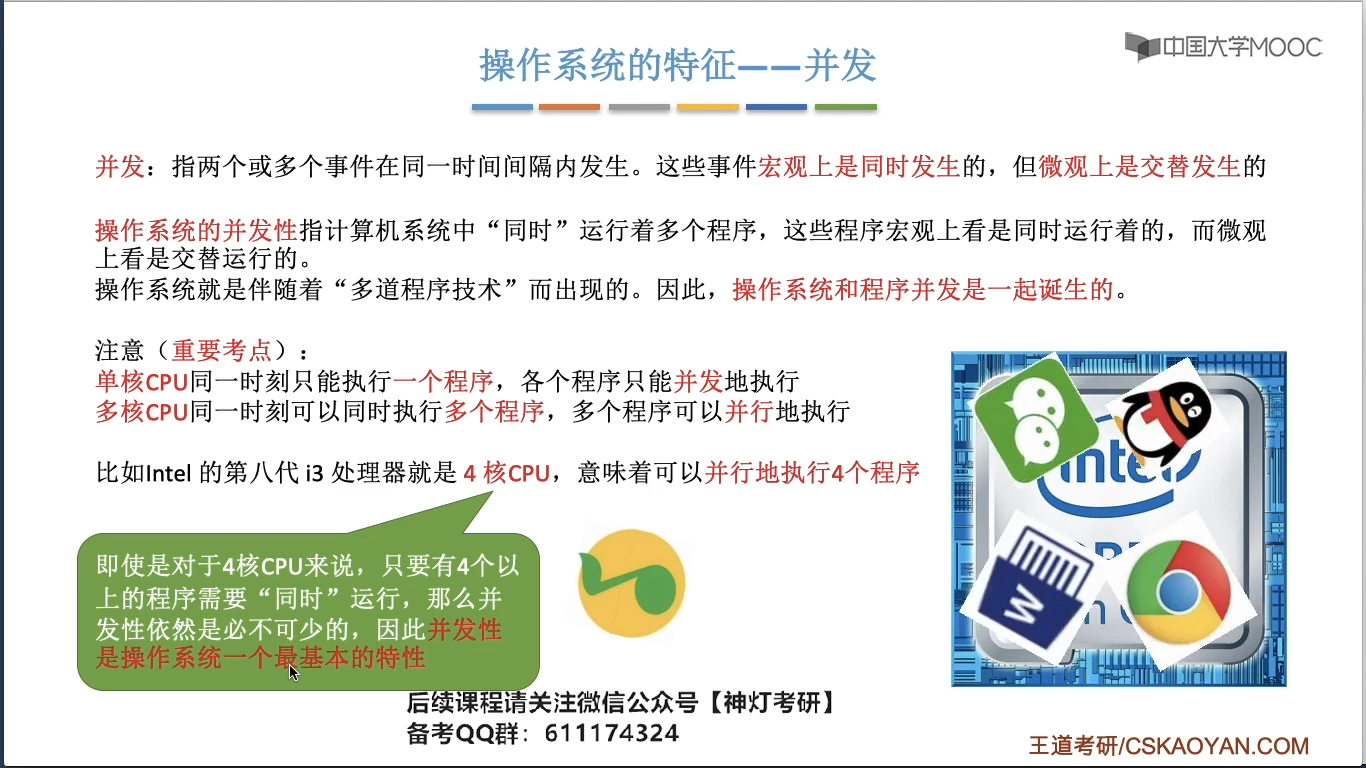 中国大学MOOC
操作系统的特征——并发
并发：指两个或多个事件在同一时间间隔内发生。这些事件宏观上是同时发生的，但微观上是交替发生的
操作系统的并发性指计算机系统中“同时”运行着多个程序，这些程序宏观上看是同时运行着的，而微观
上看是交替运行的。
操作系统就是伴随着“多道程序技术”而出现的。因此，操作系统和程序并发是一起诞生的。
注意（重要考点）：
单核CPU同一时刻只能执行一个程序，各个程序只能并发地执行
多核CPU同一时刻可以同时执行多个程序，多个程序可以并行地执行
比如Intel 的第八代 i3 处理器就是 4 核CPU，意味着可以并行地执行4个程序
即使是对于4核CPU来说，只要有4个以
上的程序需要“同时”运行，那么并
发性依然是必不可少的，因此并发性
是操作系统一个最基本的特性
intel
W
后续课程请关注微信公众号【神灯考研】
备考QQ群：611174324
王道考研/CSKAOYAN.COM